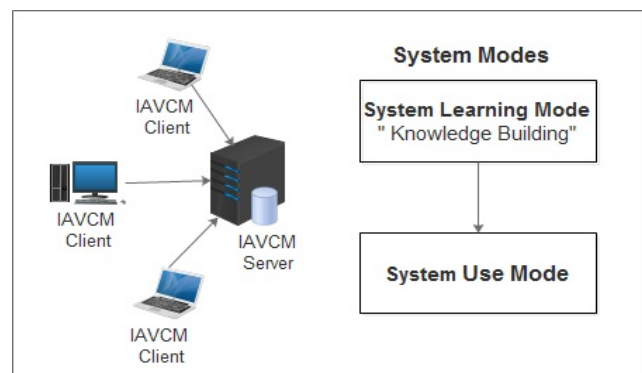 IAVCM
Client
IAVCM
Client
IAVCM
Client
IAVCM
Server
System Modes
System Learning Mode
" Knowledge Building"
System Use Mode